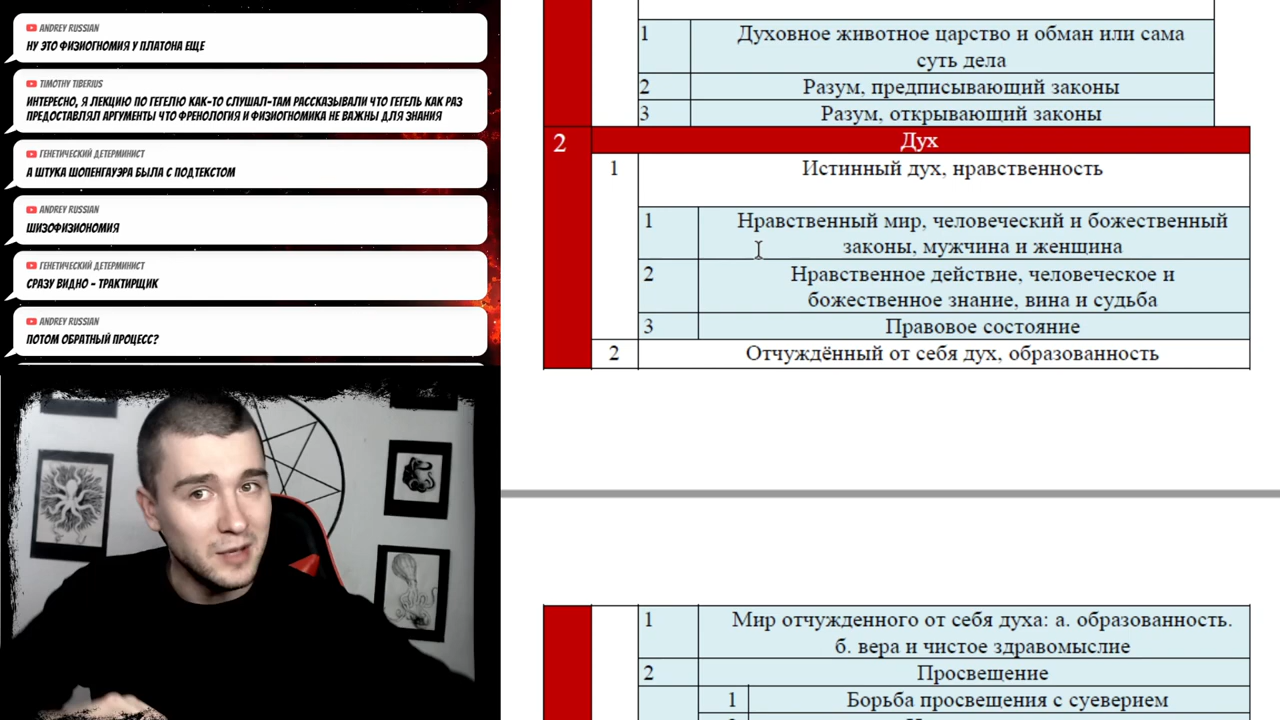 ANDREY RUSSIAN
НУ ЭТО ФИЗИОГНОМИЯ У ПЛАТОНА ЕЩЕ
TIMOTHY TIBERIUS
ИНТЕРЕСНО, Я ЛЕКЦИЮ ПО ГЕГЕЛЮ КАК-ТО СЛУШАЛ-ТАМ РАССКАЗЫВАЛИ ЧТО ГЕГЕЛЬ КАК РАЗ
ПРЕДОСТАВЛЯЛ АРГУМЕНТЫ ЧТО ФРЕНОЛОГИЯ И ФИЗИОГНОМИКА НЕ ВАЖНЫ ДЛЯ ЗНАНИЯ
ГЕНЕТИЧЕСКИЙ ДЕТЕРМИНИСТ
А ШТУКА ШОПЕНГАУЭРА БЫЛА С ПОДТЕКСТОМ
ANDREY RUSSIAN
ШИЗОФИЗИОНОМИЯ
ГЕНЕТИЧЕСКИЙ ДЕТЕРМИНИСТ
СРАЗУ ВИДНО - ТРАКТИРЩИК
ANDREY RUSSIAN
ПОТОМ ОБРАТНЫЙ ПРОЦЕСС?
1 Духовное животное царство и обман или сама
суть дела
2 Разум, предписывающий законы
3 Разум, открывающий законы
2 Дух
1 Истинный дух, нравственность
1 Нравственный мир, человеческий и божественный
законы, мужчина и женщина
2 Нравственное действие, человеческое и
божественное знание, вина и судьба
3 Правовое состояние
2 Отчуждённый от себя дух, образованность
1 Мир отчужденного от себя духа: а. образованность.
б. вера и чистое здравомыслие
2 Просвещение
1 Борьба просвещения с суеверием